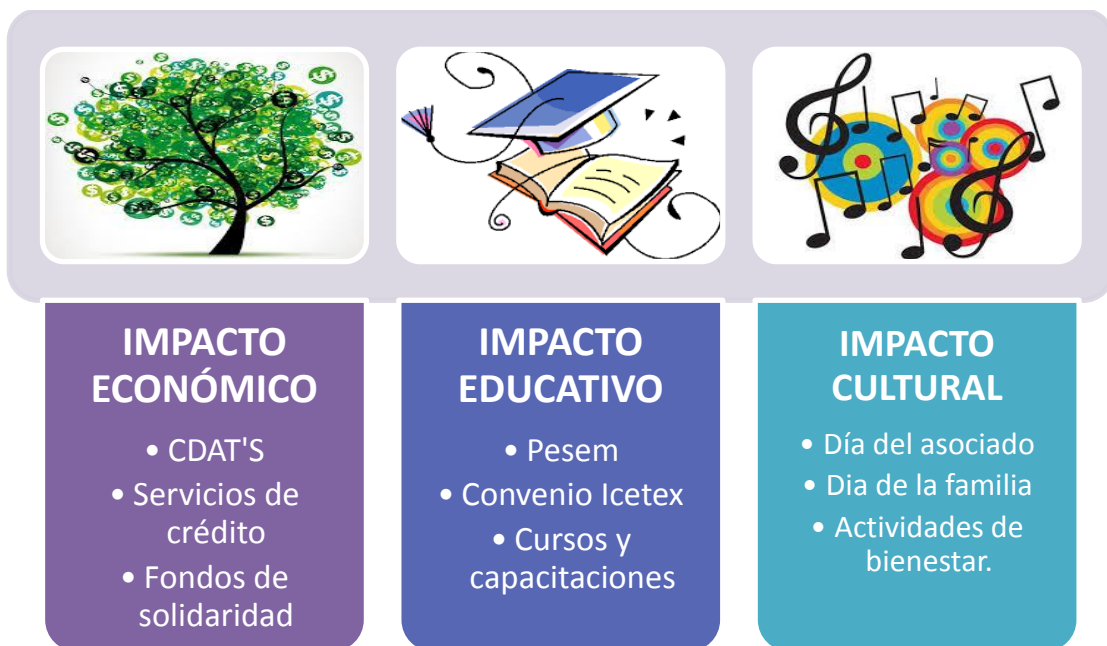 IMPACTO
ECONÓMICO
• CDAT'S
• Servicios de
crédito
• Fondos de
solidaridad
IMPACTO
EDUCATIVO
• Pesem
• Convenio Icetex
• Cursos y
capacitaciones
IMPACTO
CULTURAL
• Día del asociado
• Dia de la familia
• Actividades de
bienestar.